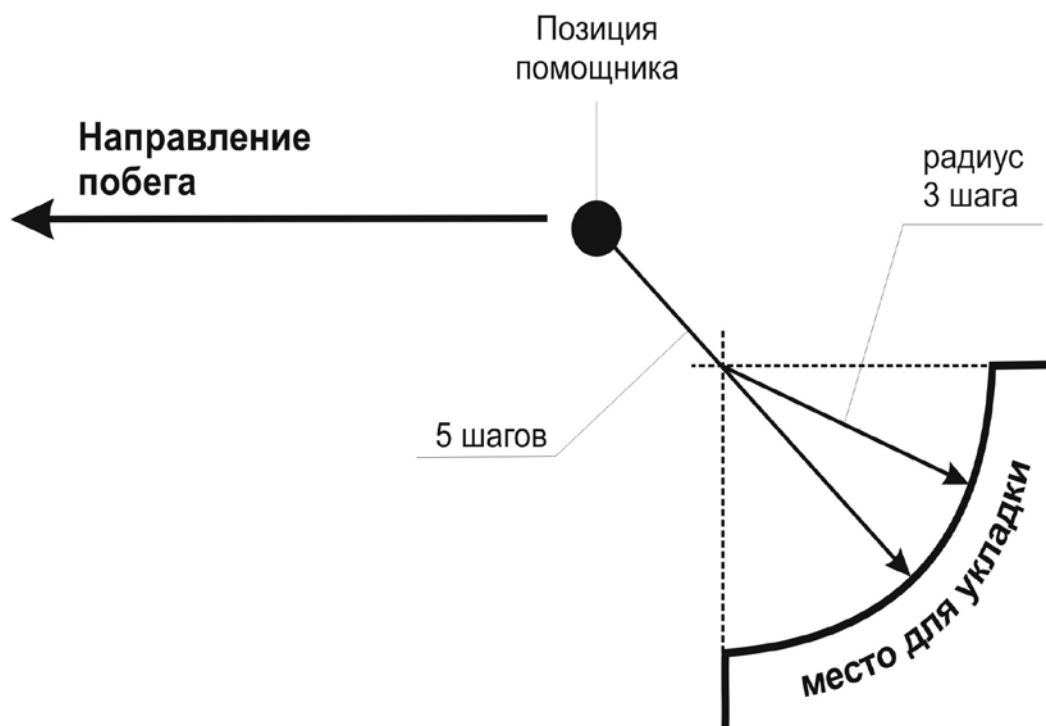 Позиция
помощника
Направление
побега
радиус
3 шага
5 шагов
место для укладки